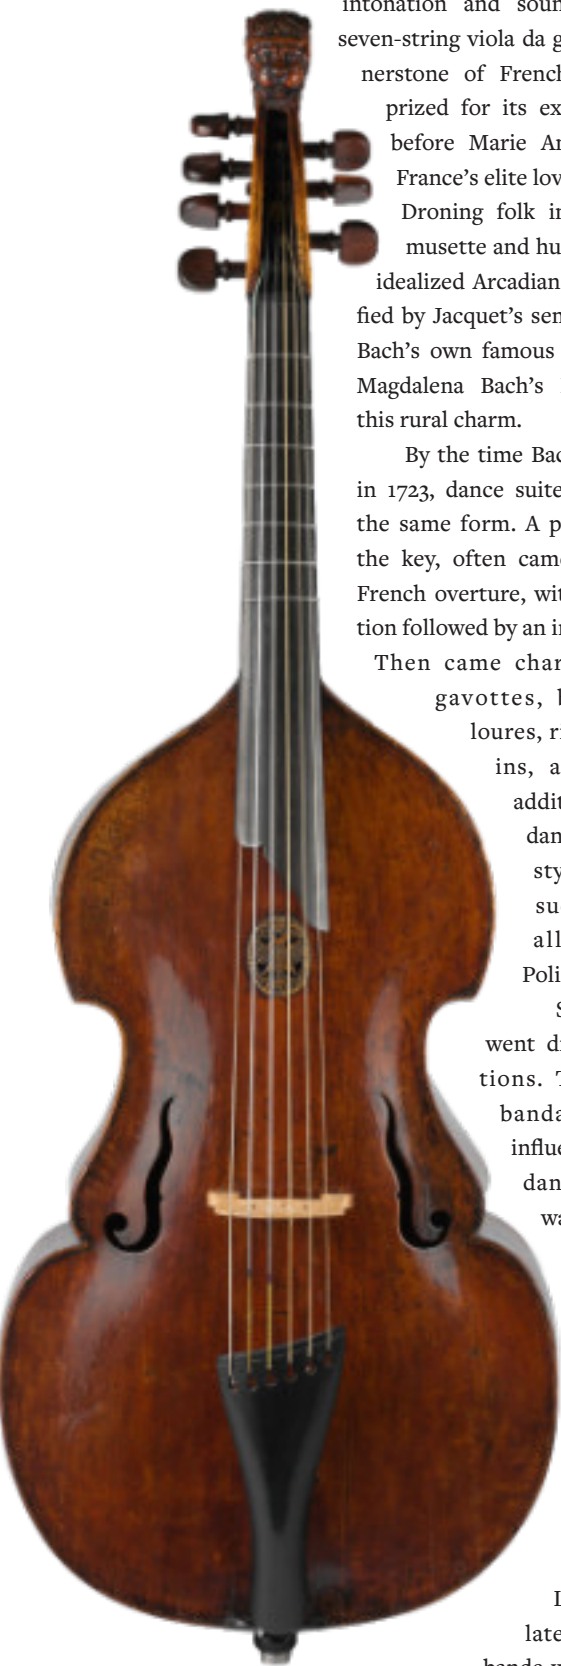 intonation and soun
seven-string viola da g
nerstone of French
prized for its ex
before Marie An
France’s elite lov
Droning folk in
musette and hu
idealized Arcadian
fied by Jacquet’s sen
Bach’s own famous
Magdalena Bach’s
this rural charm.
By the time Bac
in 1723, dance suite
the same form. A p
the key, often came
French overture, wit
tion followed by an in
Then came char
gavottes, b
loures, ri
ins, a
addit
dan
sty
su
all
Poli
S
went di
tions. T
banda
influe
dan
wa
L
late
bande w